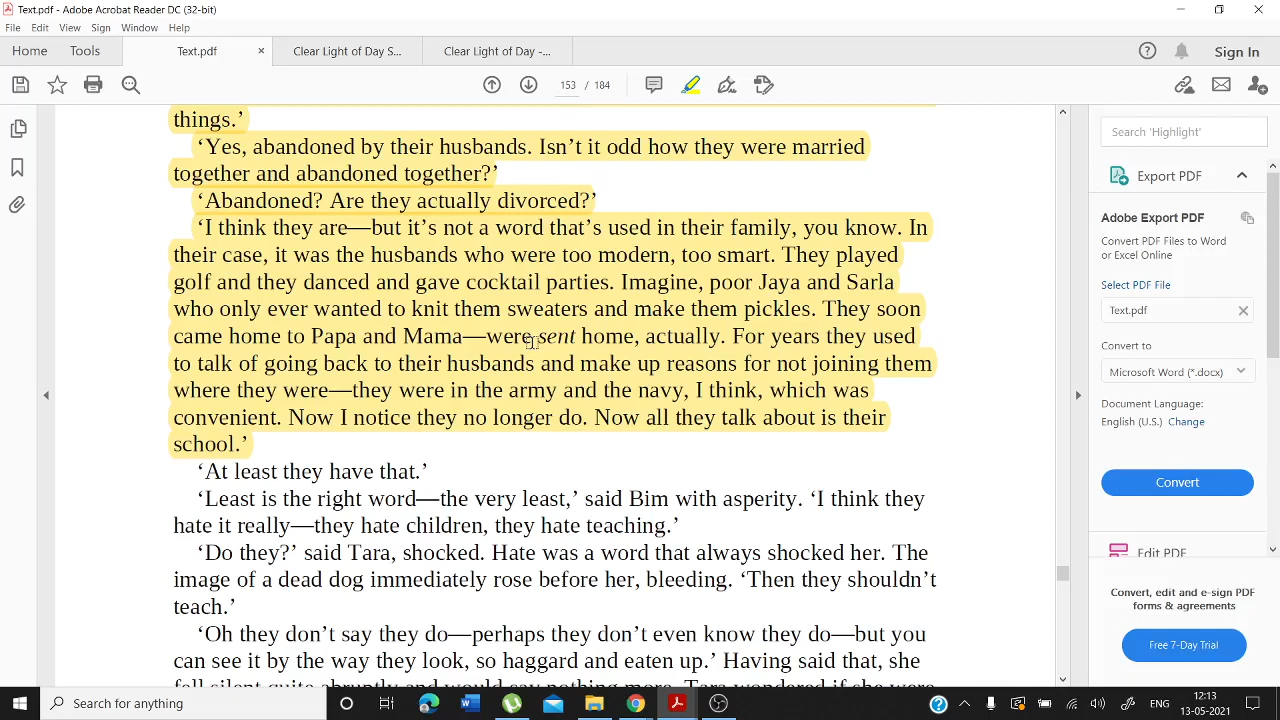 Text.pdf - Adobe Acrobat Reader DC (32-bit)
File Edit View Sign Window Help
Home Tools Text.pdf × Clear Light of Day S... Clear Light of Day -... Sign In
153 / 184
things.’
‘Yes, abandoned by their husbands. Isn’t it odd how they were married
together and abandoned together?’
‘Abandoned? Are they actually divorced?’
‘I think they are—but it’s not a word that’s used in their family, you know. In
their case, it was the husbands who were too modern, too smart. They played
golf and they danced and gave cocktail parties. Imagine, poor Jaya and Sarla
who only ever wanted to knit them sweaters and make them pickles. They soon
came home to Papa and Mama—were sent home, actually. For years they used
to talk of going back to their husbands and make up reasons for not joining them
where they were—they were in the army and the navy, I think, which was
convenient. Now I notice they no longer do. Now all they talk about is their
school.’
‘At least they have that.’
‘Least is the right word—the very least,’ said Bim with asperity. ‘I think they
hate it really—they hate children, they hate teaching.’
‘Do they?’ said Tara, shocked. Hate was a word that always shocked her. The
image of a dead dog immediately rose before her, bleeding. ‘Then they shouldn’t
teach.’
‘Oh they don’t say they do—perhaps they don’t even know they do—but you
can see it by the way they look, so haggard and eaten up.’ Having said that, she
fell silent quite abruptly and would say nothing more. Tara wondered if she were
Search 'Highlight'
Export PDF
Adobe Export PDF
Convert PDF Files to Word
or Excel Online
Select PDF File
Text.pdf
Convert to
Microsoft Word (*.docx)
Document Language:
English (U.S.) Change
Convert
Edit PDF
Convert, edit and e-sign PDF
forms & agreements
Free 7-Day Trial
Search for anything
ENG
12:13
13-05-2021